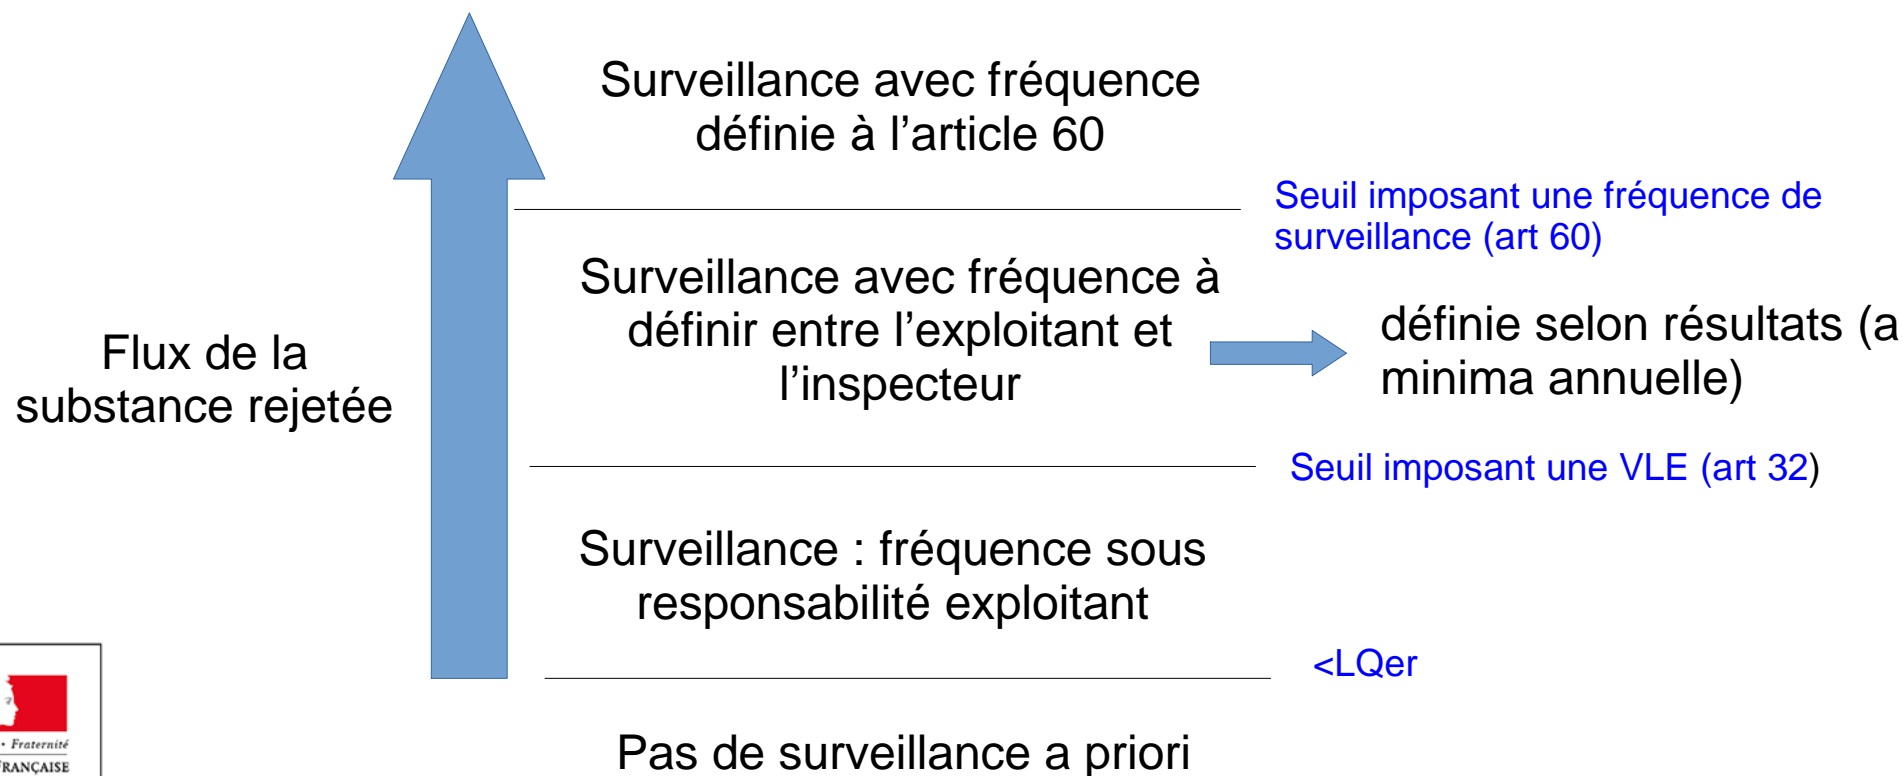 Surveillance avec fréquence
définie à l’article 60
Seuil imposant une fréquence de
surveillance (art 60)
Surveillance avec fréquence à
définir entre l’exploitant et
l’inspecteur
définie selon résultats (a
minima annuelle)
Flux de la
substance rejetée
Seuil imposant une VLE (art 32)
Surveillance : fréquence sous
responsabilité exploitant
<LQer
Pas de surveillance a priori
• Fraternité
FRANÇAISE